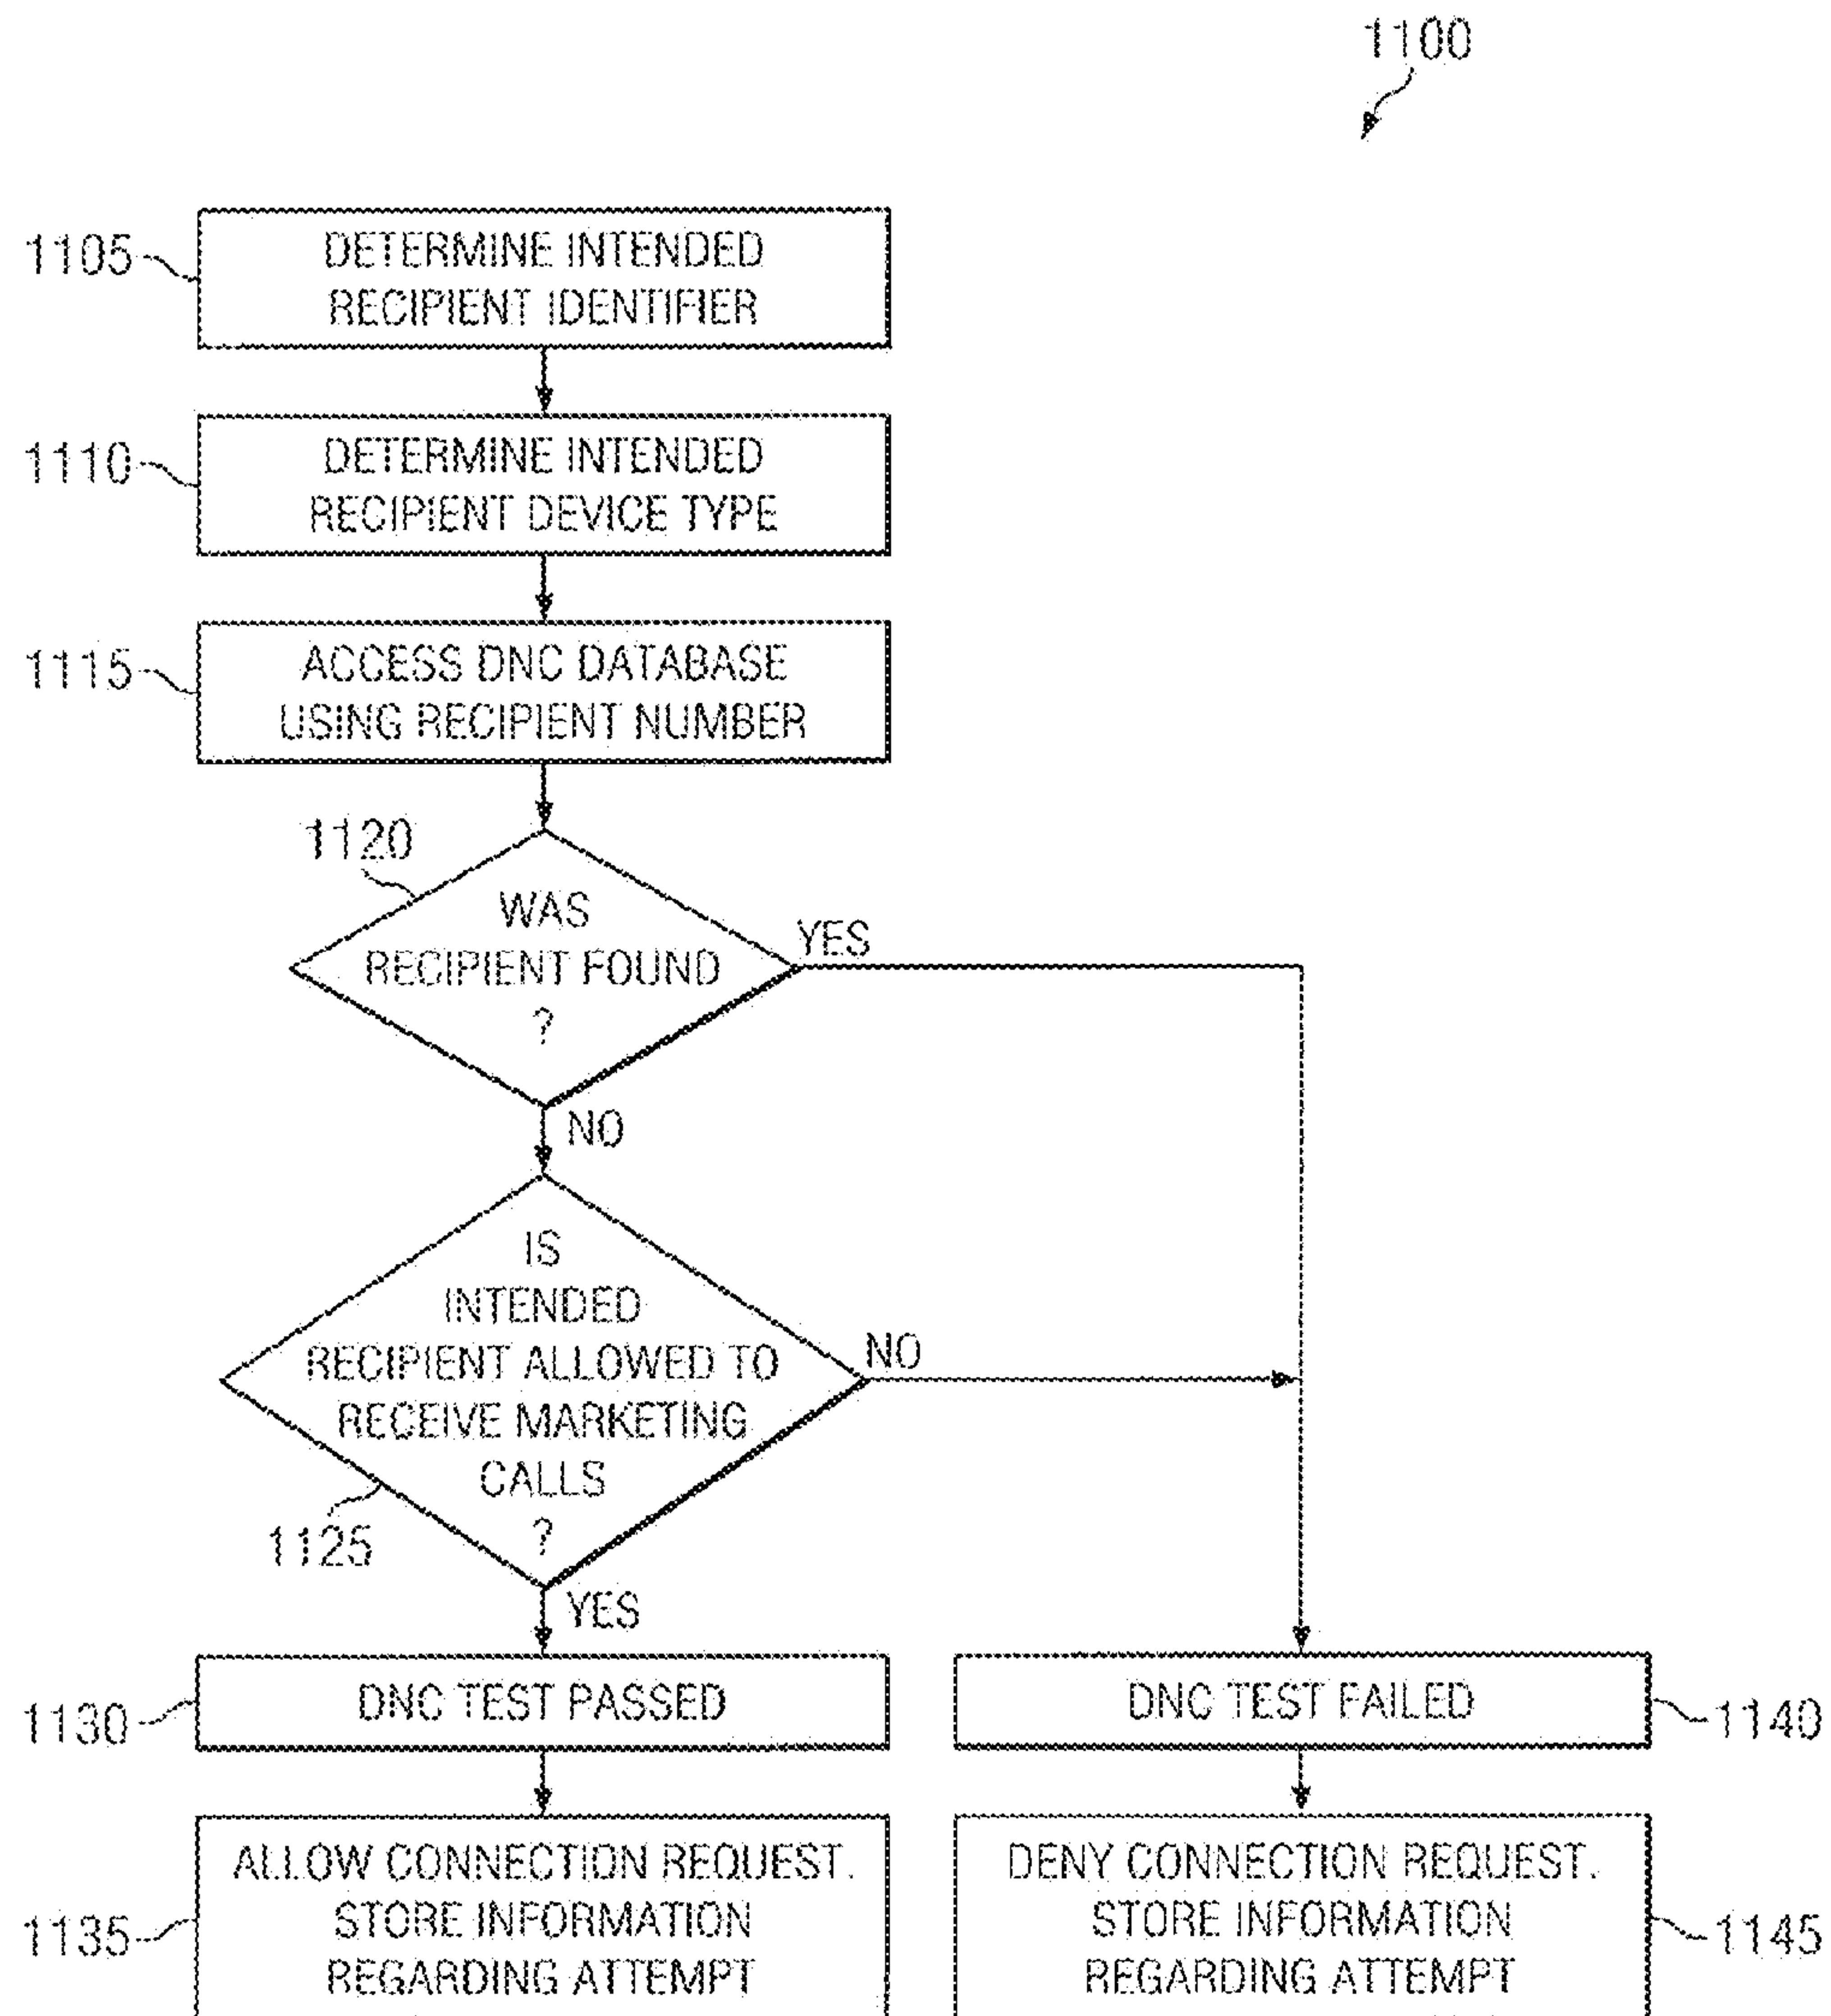 1100
1105
DETERMINE INTENDED
RECIPIENT IDENTIFIER
1110
DETERMINE INTENDED
RECIPIENT DEVICE TYPE
1115
ACCESS DNC DATABASE
USING RECIPIENT NUMBER
1120
WAS
RECIPIENT FOUND
?
YES
NO
IS
INTENDED
RECIPIENT ALLOWED TO
RECEIVE MARKETING
CALLS
?
NO
1125
YES
1130
DNC TEST PASSED
DNC TEST FAILED
1140
1135
ALLOW CONNECTION REQUEST.
STORE INFORMATION
REGARDING ATTEMPT
DENY CONNECTION REQUEST.
STORE INFORMATION
REGARDING ATTEMPT
1145